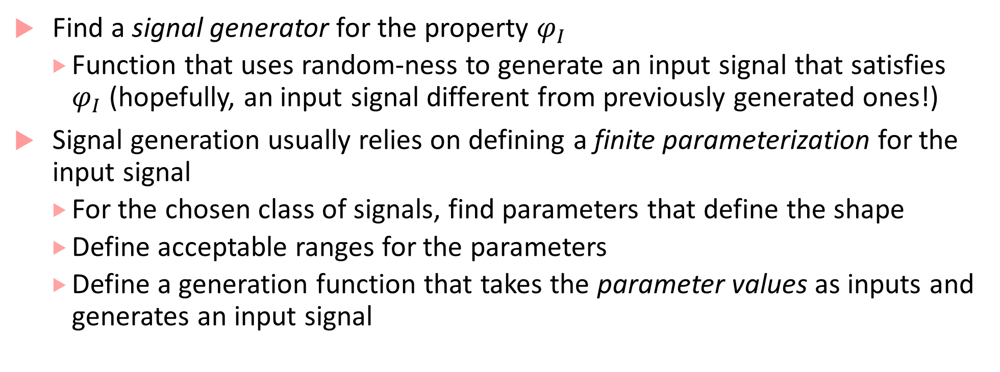 Find a signal generator for the property φI
Function that uses random-ness to generate an input signal that satisfies
φI (hopefully, an input signal different from previously generated ones!)
Signal generation usually relies on defining a finite parameterization for the
input signal
For the chosen class of signals, find parameters that define the shape
Define acceptable ranges for the parameters
Define a generation function that takes the parameter values as inputs and
generates an input signal